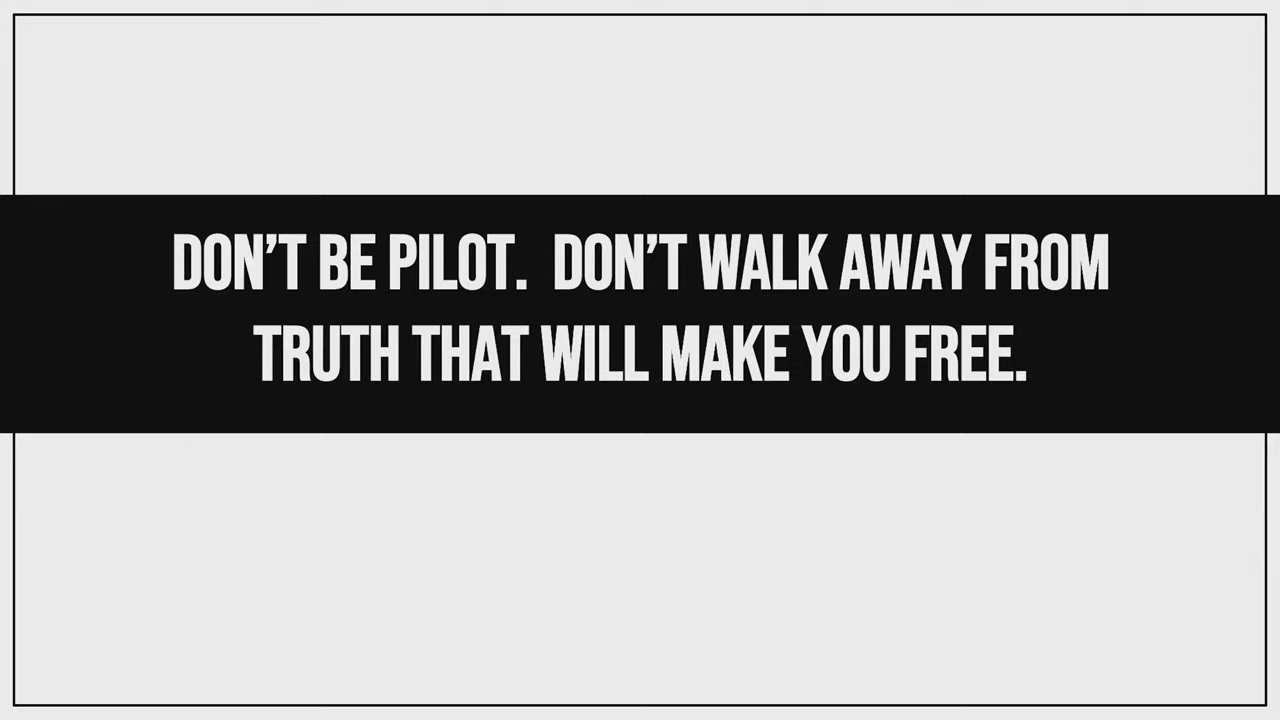 DON’T BE PILOT.  DON’T WALK AWAY FROM
TRUTH THAT WILL MAKE YOU FREE.